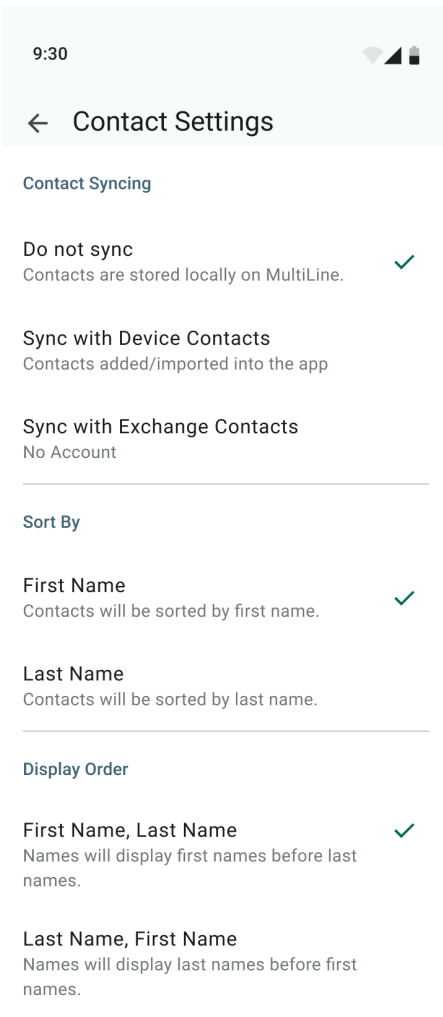 9:30
Contact Settings
Contact Syncing
Do not sync
Contacts are stored locally on MultiLine.
Sync with Device Contacts
Contacts added/imported into the app
Sync with Exchange Contacts
No Account
Sort By
First Name
Contacts will be sorted by first name.
Last Name
Contacts will be sorted by last name.
Display Order
First Name, Last Name
Names will display first names before last
names.
Last Name, First Name
Names will display last names before first
names.